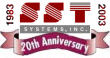 1983 SST 2003
SYSTEMS, INC.
20th Anniversary